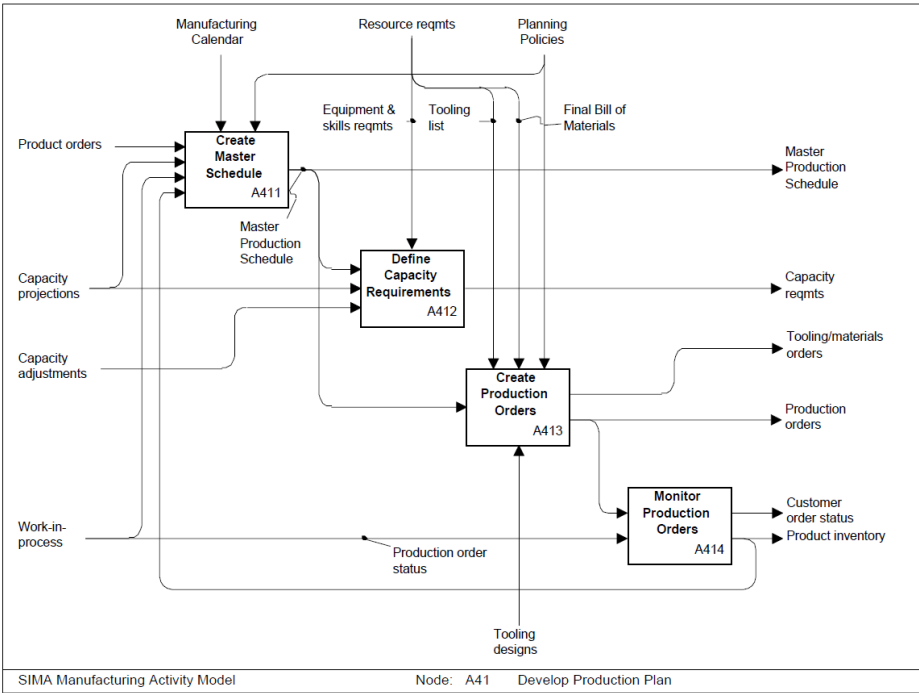 Manufacturing
Calendar
Resource reqmts
Planning
Policies
Equipment &
skills reqmts
Tooling
list
Final Bill of
Materials
Product orders
Create
Master
Schedule
A411
Master
Production
Schedule
Master
Production
Schedule
Define
Capacity
Requirements
A412
Capacity
projections
Capacity
reqmts
Capacity
adjustments
Tooling/materials
orders
Create
Production
Orders
A413
Production
orders
Monitor
Production
Orders
A414
Customer
order status
Product inventory
Work-in-
process
Production order
status
Tooling
designs
SIMA Manufacturing Activity Model
Node: A41 Develop Production Plan